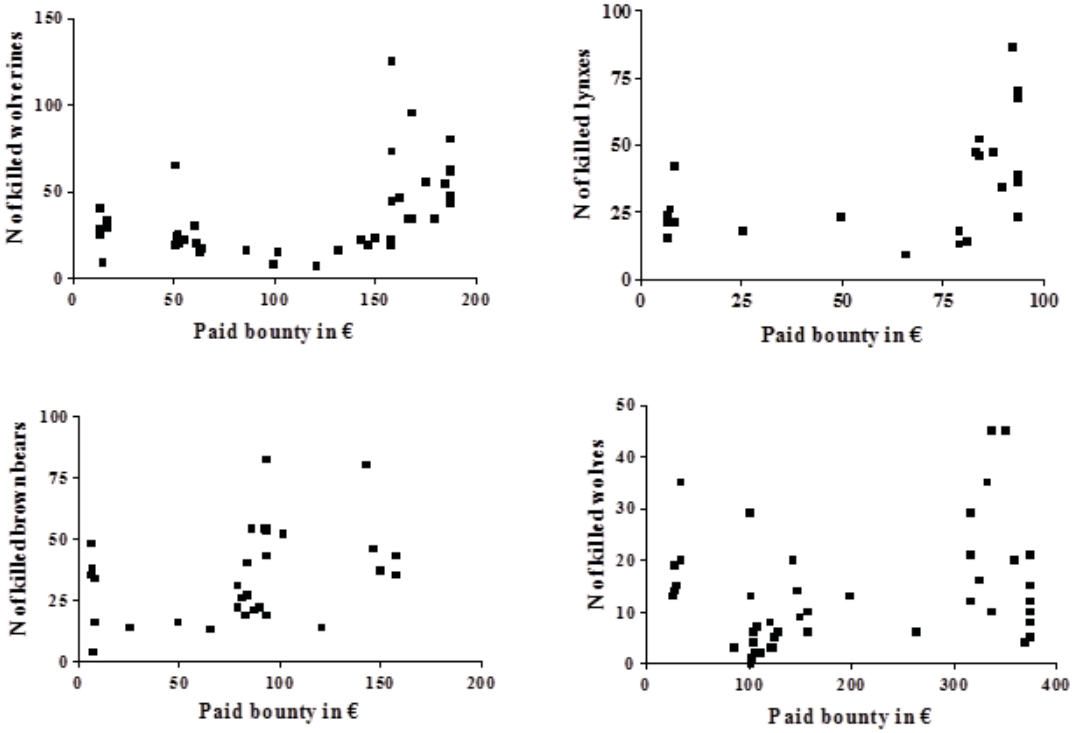 150
100
50
0
N of killed wolverines
0 50 100 150 200
Paid bounty in €
100
75
50
25
0
N of killed lynxes
0 25 50 75 100
Paid bounty in €
100
75
50
25
0
N of killed brown bears
0 50 100 150 200
Paid bounty in €
50
40
30
20
10
0
N of killed wolves
0 100 200 300 400
Paid bounty in €